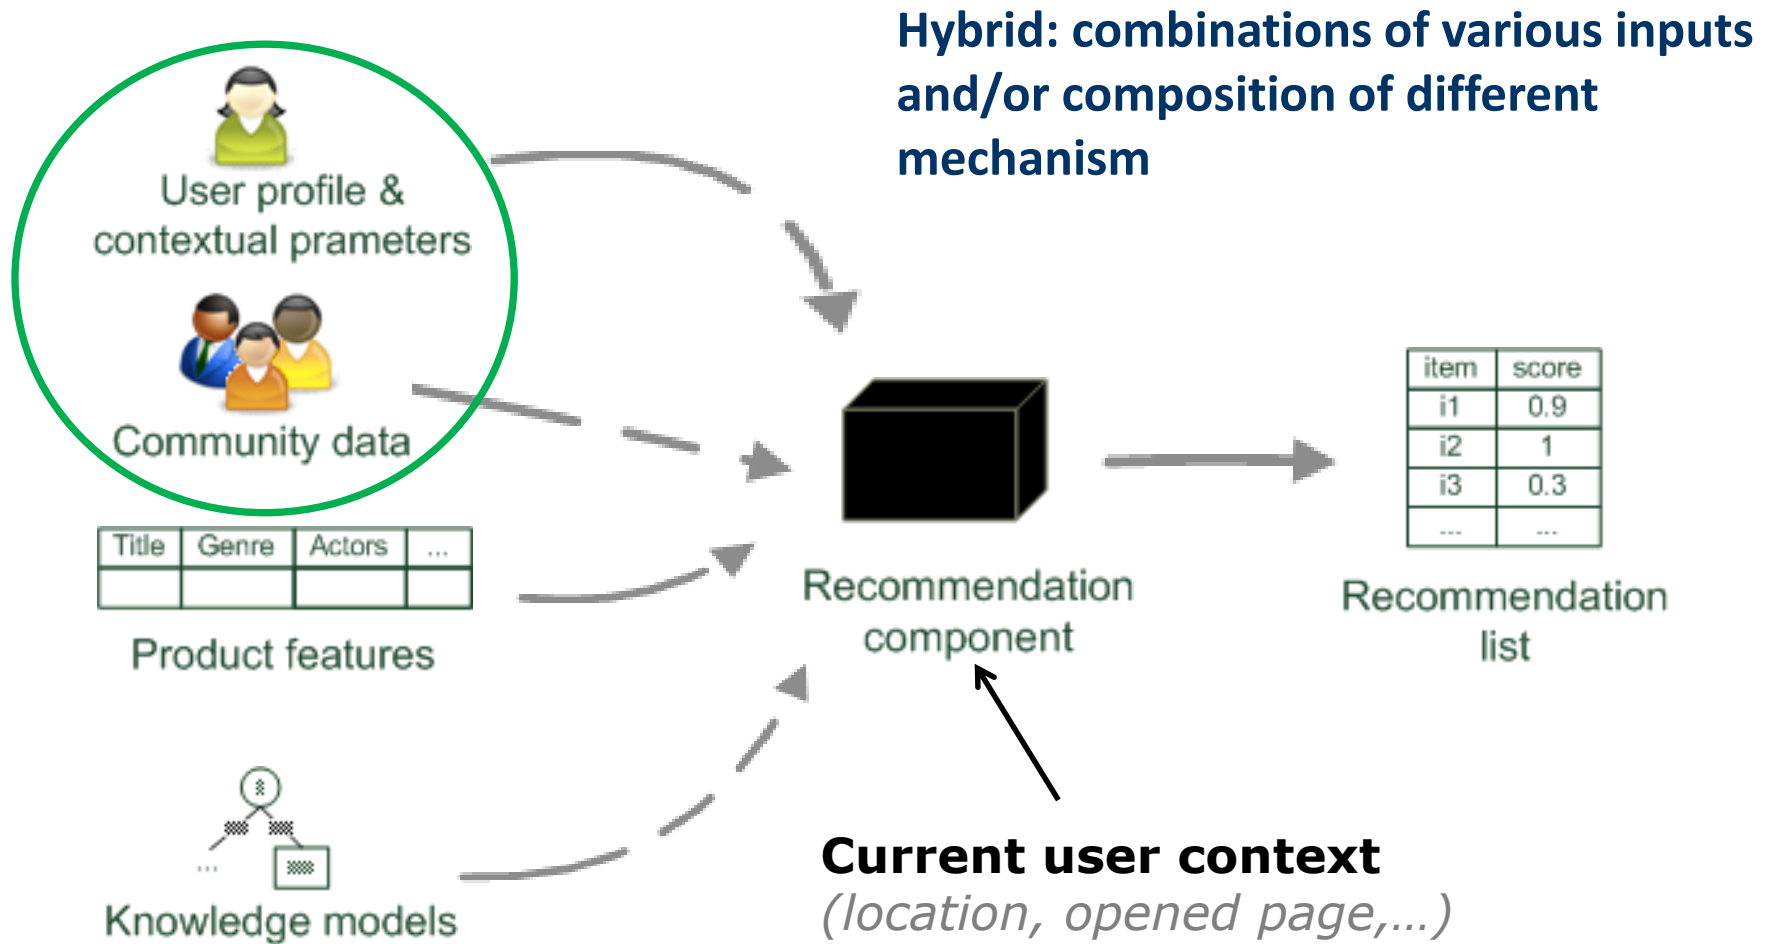 Hybrid: combinations of various inputs
and/or composition of different
mechanism
User profile &
contextual prameters
Community data
Title Genre Actors ...
Product features
Knowledge models
...
Recommendation
component
Current user context
(location, opened page,...)
item score
i1 0.9
i2 1
i3 0.3
... ...
Recommendation
list